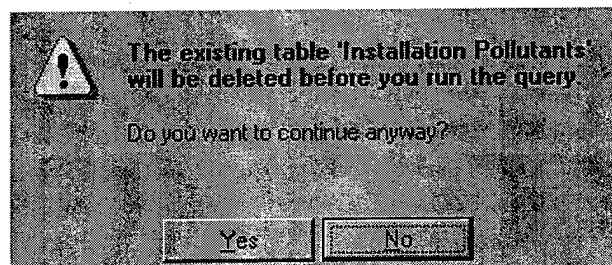 The existing table 'Installation Pollutants'
will be deleted before you run the query.
Do you want to continue anyway?
Yes
No